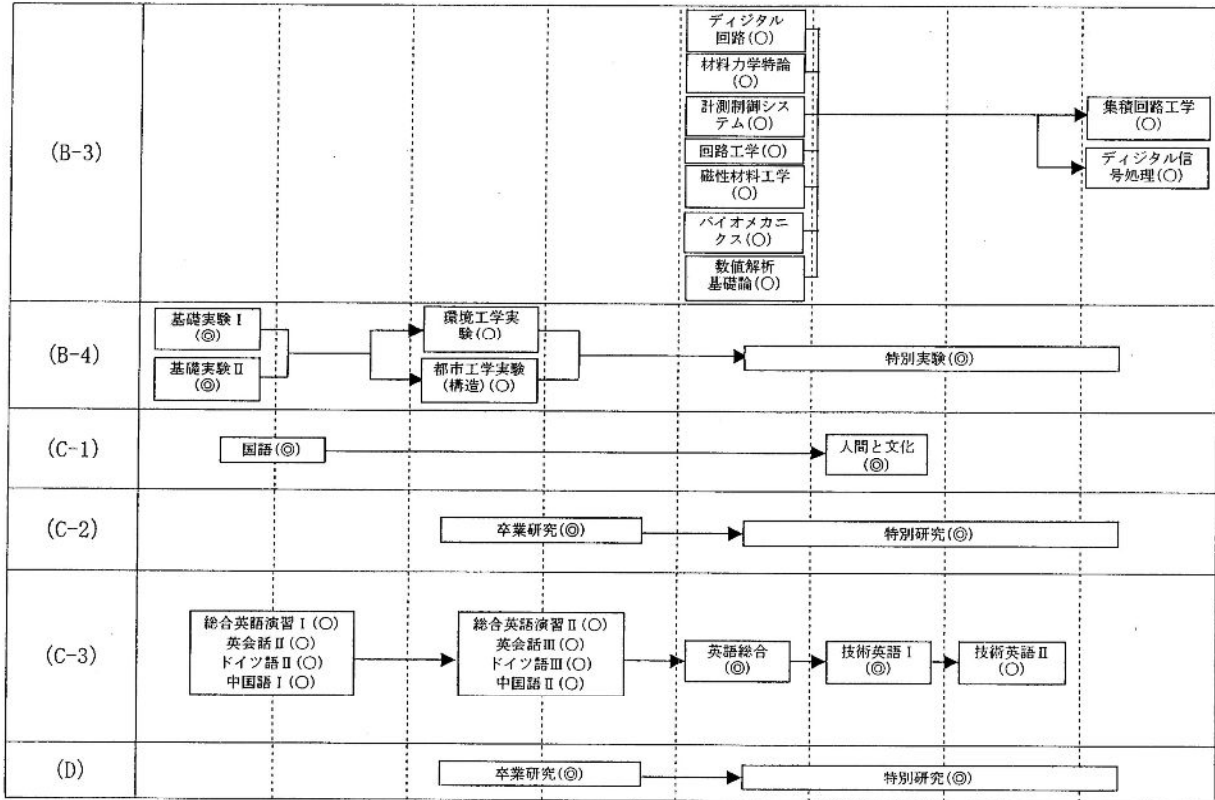 (B-3)
ディジタル
回路(○)
材料力学特論
(○)
計測制御シス
テム(○)
回路工学(○)
磁性材料工学
(○)
バイオメカニ
クス(○)
数値解析
基礎論(○)
集積回路工学
(○)
ディジタル信
号処理(○)
(B-4)
基礎実験Ⅰ
(◎)
基礎実験Ⅱ
(◎)
環境工学実
験(○)
都市工学実験
(構造)(○)
特別実験(◎)
(C-1)
国語(◎)
人間と文化
(◎)
(C-2)
卒業研究(◎)
特別研究(◎)
(C-3)
総合英語演習Ⅰ(○)
英会話Ⅱ(○)
ドイツ語Ⅱ(○)
中国語Ⅰ(○)
総合英語演習Ⅱ(○)
英会話Ⅲ(○)
ドイツ語Ⅲ(○)
中国語Ⅱ(○)
英語総合
(◎)
技術英語Ⅰ
(◎)
技術英語Ⅱ
(○)
(D)
卒業研究(◎)
特別研究(◎)